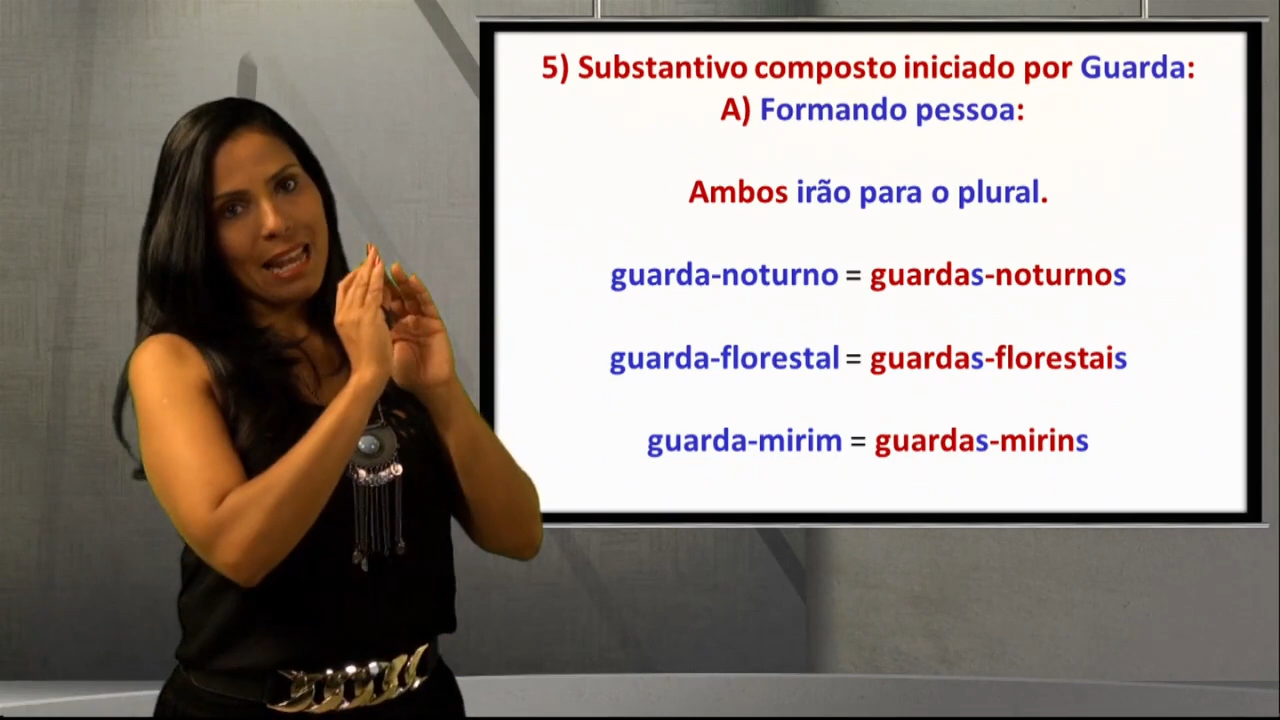 5) Substantivo composto iniciado por Guarda:
A) Formando pessoa:
Ambos irão para o plural.
guarda-noturno = guardas-noturnos
guarda-florestal = guardas-florestais
guarda-mirim = guardas-mirins